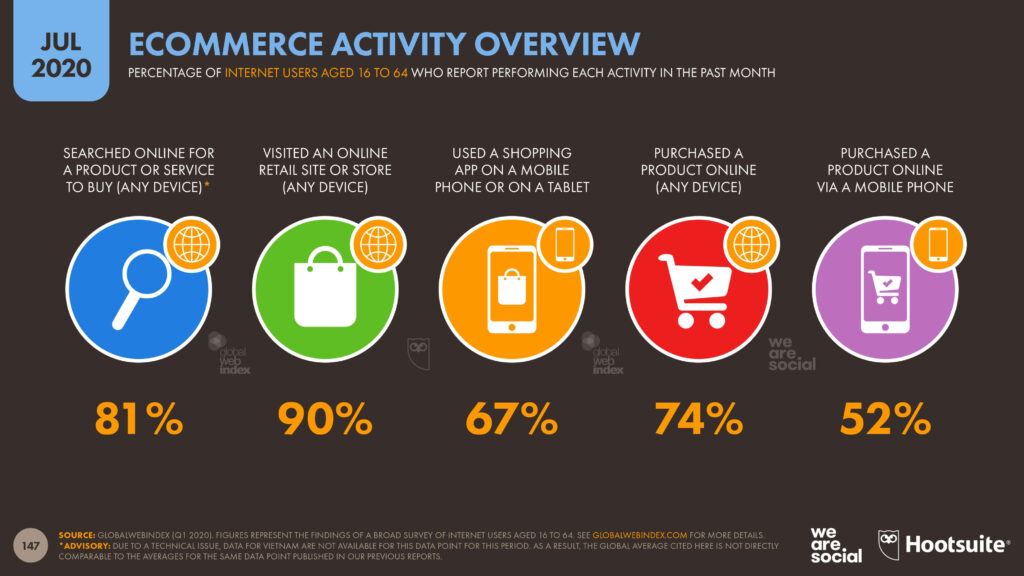 JUL
2020
ECOMMERCE ACTIVITY OVERVIEW
PERCENTAGE OF INTERNET USERS AGED 16 TO 64 WHO REPORT PERFORMING EACH ACTIVITY IN THE PAST MONTH
SEARCHED ONLINE FOR
A PRODUCT OR SERVICE
TO BUY (ANY DEVICE)*
VISITED AN ONLINE
RETAIL SITE OR STORE
(ANY DEVICE)
USED A SHOPPING
APP ON A MOBILE
PHONE OR ON A TABLET
PURCHASED A
PRODUCT ONLINE
(ANY DEVICE)
PURCHASED A
PRODUCT ONLINE
VIA A MOBILE PHONE
global
web
index
global
web
index
we
are
social
81%
90%
67%
74%
52%
147
SOURCE: GLOBALWEBINDEX (Q1 2020). FIGURES REPRESENT THE FINDINGS OF A BROAD SURVEY OF INTERNET USERS AGED 16 TO 64. SEE GLOBALWEBINDEX.COM FOR MORE DETAILS.
*ADVISORY: DUE TO A TECHNICAL ISSUE, DATA FOR VIETNAM ARE NOT AVAILABLE FOR THIS DATA POINT FOR THIS PERIOD. AS A RESULT, THE GLOBAL AVERAGE CITED HERE IS NOT DIRECTLY
COMPARABLE TO THE AVERAGES FOR THE SAME DATA POINT PUBLISHED IN OUR PREVIOUS REPORTS.
we
are
social
Hootsuite®